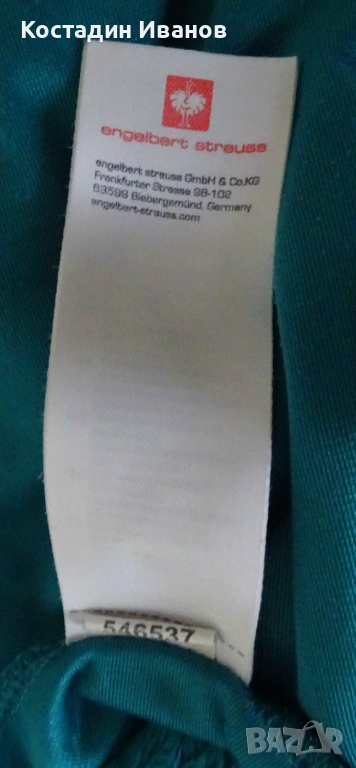 Костадин Иванов
engelbert strauss
engelbert strauss GmbH & Co.KG
Frankfurter Strasse 98-102
63599 Biebergemünd, Germany
engelbert-strauss.com
546537
BAZAR